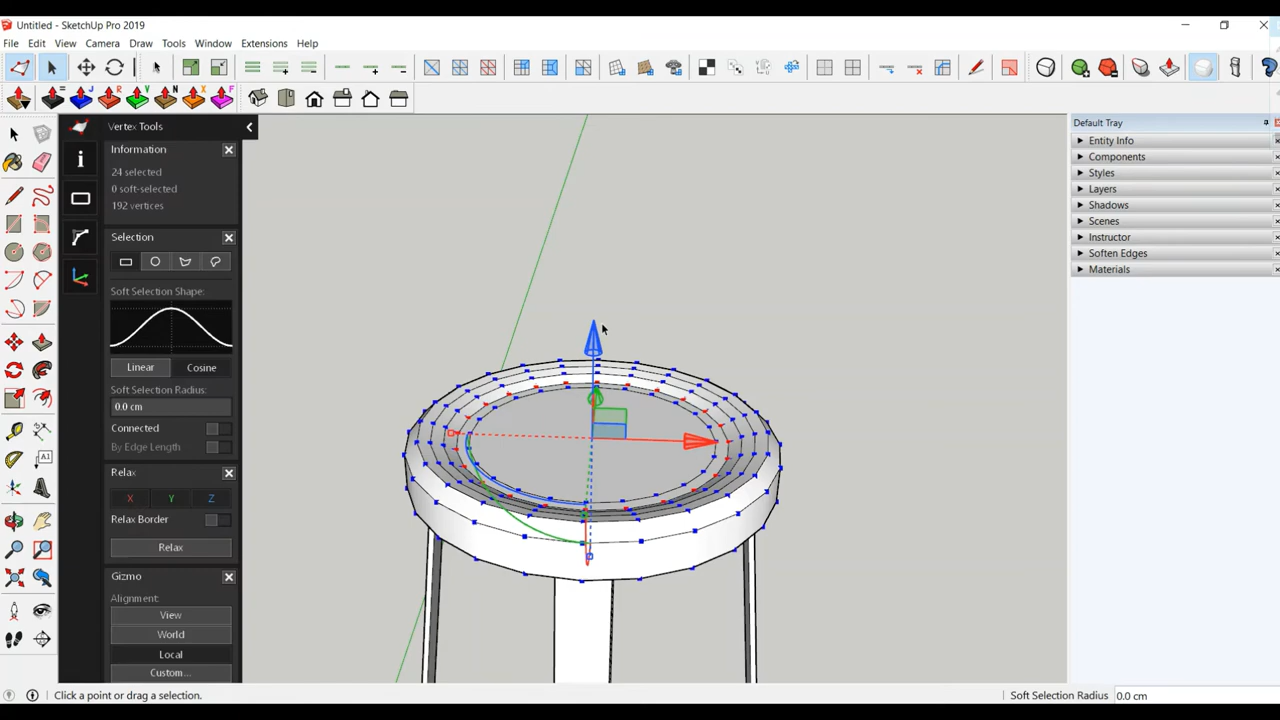 Untitled - SketchUp Pro 2019
File Edit View Camera Draw Tools Window Extensions Help
J R V N X F
Vertex Tools
Information
24 selected
0 soft-selected
192 vertices
Selection
Soft Selection Shape:
Linear Cosine
Soft Selection Radius:
0.0 cm
Connected
By Edge Length
Relax
X Y Z
Relax Border
Relax
Gizmo
Alignment:
View
World
Local
Custom...
A1
Default Tray
Entity Info
Components
Styles
Layers
Shadows
Scenes
Instructor
Soften Edges
Materials
Click a point or drag a selection.
Soft Selection Radius 0.0 cm